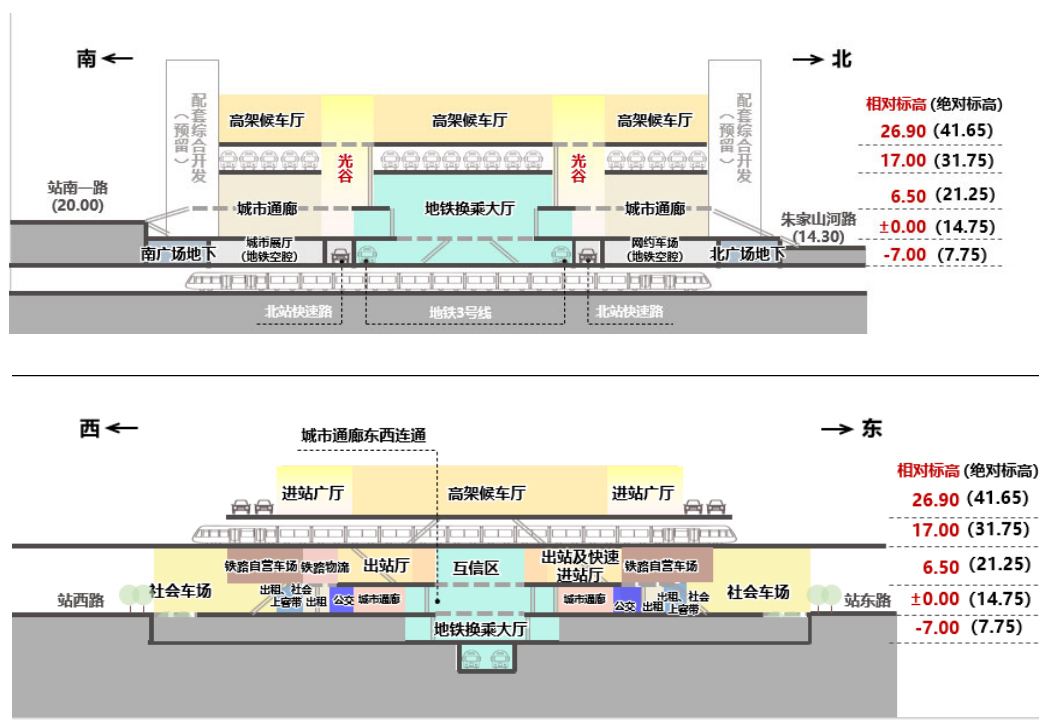 南
北
相对标高 (绝对标高)
配套综合开发
（预留）
配套综合开发
（预留）
高架候车厅
高架候车厅
高架候车厅
26.90 (41.65)
光谷
光谷
17.00 (31.75)
站南一路
(20.00)
城市通廊
地铁换乘大厅
城市通廊
6.50 (21.25)
朱家山河路
(14.30)
±0.00 (14.75)
南广场地下
城市展厅
(地铁空腔)
网约车场
(地铁空腔)
北广场地下
-7.00 (7.75)
北站快速路
地铁3号线
北站快速路
西
东
城市通廊东西连通
相对标高 (绝对标高)
进站广厅
高架候车厅
进站广厅
26.90 (41.65)
17.00 (31.75)
铁路自营车场
铁路物流
出站厅
互信区
出站及快速
进站厅
铁路自营车场
6.50 (21.25)
站西路
社会车场
出租、社会
上客带
出租
公交
城市通廊
城市通廊
公交
出租
出租、社会
上客带
社会车场
站东路
±0.00 (14.75)
地铁换乘大厅
-7.00 (7.75)